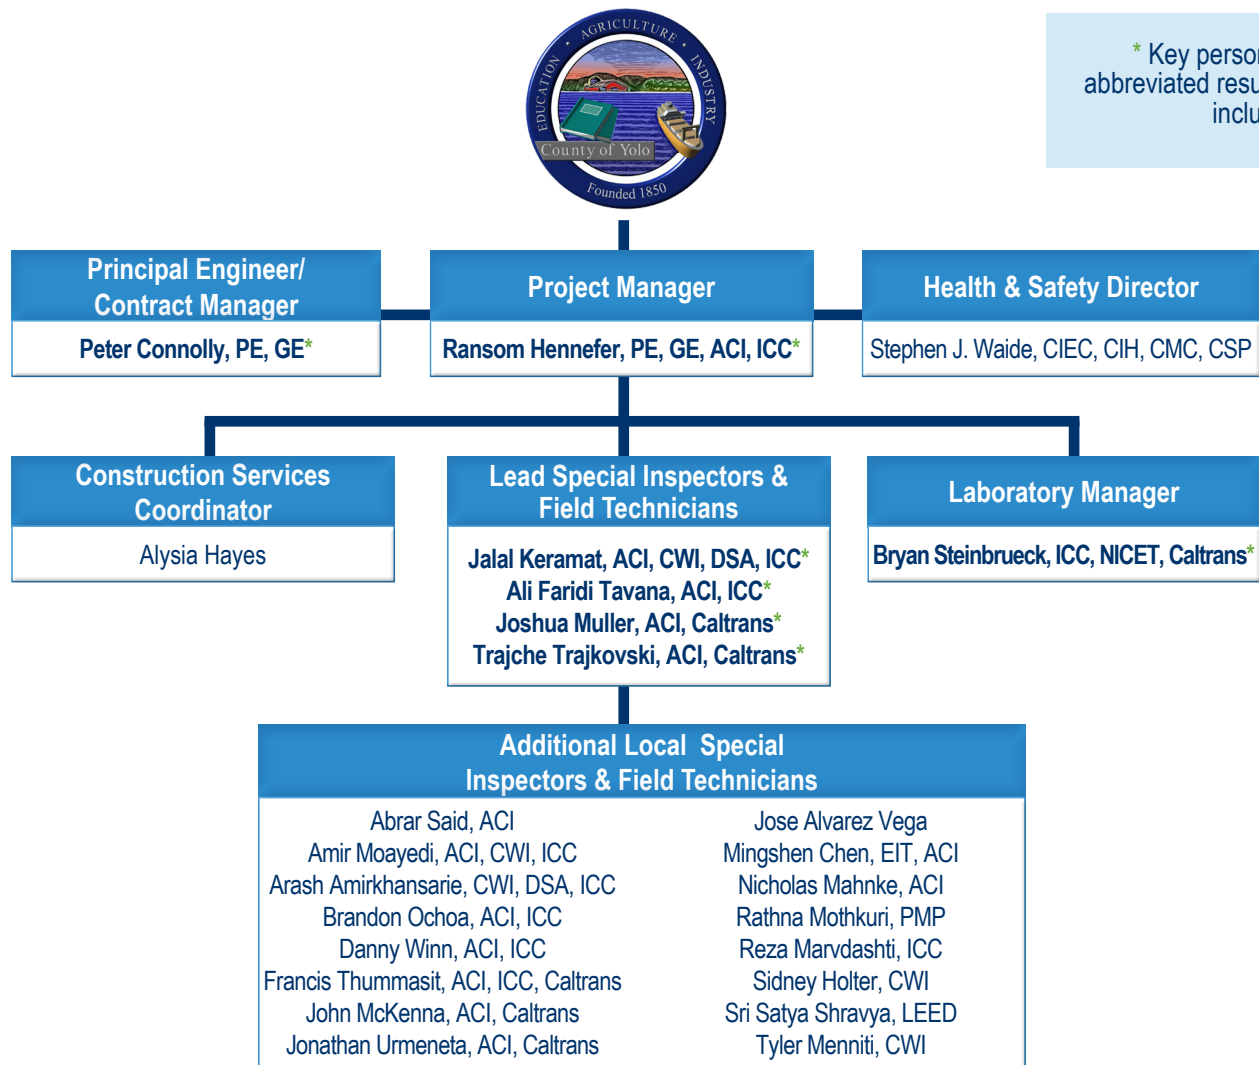 EDUCATION • AGRICULTURE • INDUSTRY
County of Yolo
Founded 1850
* Key person
abbreviated resu
inclu
Principal Engineer/
Contract Manager
Peter Connolly, PE, GE*
Project Manager
Ransom Hennefer, PE, GE, ACI, ICC*
Health & Safety Director
Stephen J. Waide, CIEC, CIH, CMC, CSP
Construction Services
Coordinator
Alysia Hayes
Lead Special Inspectors &
Field Technicians
Jalal Keramat, ACI, CWI, DSA, ICC*
Ali Faridi Tavana, ACI, ICC*
Joshua Muller, ACI, Caltrans*
Trajche Trajkovski, ACI, Caltrans*
Laboratory Manager
Bryan Steinbrueck, ICC, NICET, Caltrans*
Additional Local Special
Inspectors & Field Technicians
Abrar Said, ACI
Amir Moayedi, ACI, CWI, ICC
Arash Amirkhansarie, CWI, DSA, ICC
Brandon Ochoa, ACI, ICC
Danny Winn, ACI, ICC
Francis Thummasit, ACI, ICC, Caltrans
John McKenna, ACI, Caltrans
Jonathan Urmeneta, ACI, Caltrans
Jose Alvarez Vega
Mingshen Chen, EIT, ACI
Nicholas Mahnke, ACI
Rathna Mothkuri, PMP
Reza Marvdashti, ICC
Sidney Holter, CWI
Sri Satya Shravya, LEED
Tyler Menniti, CWI